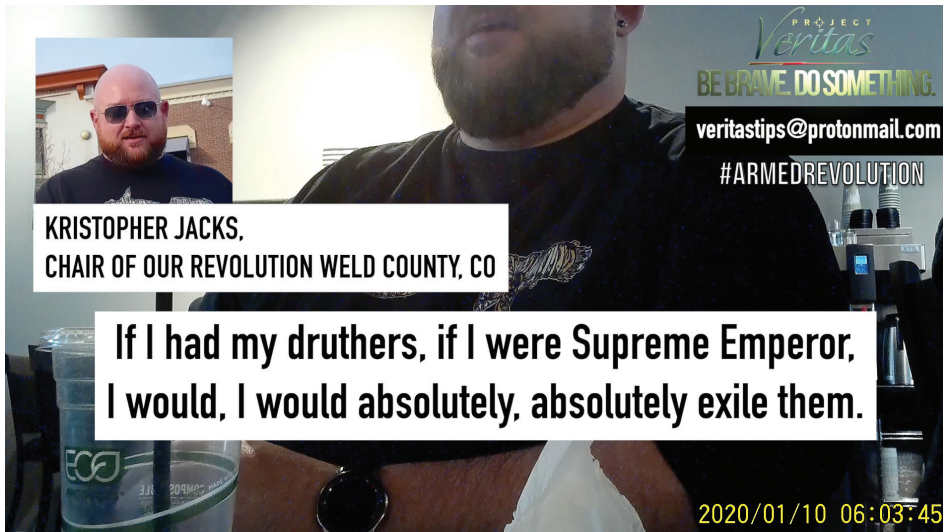 PROJECT
Veritas
BE BRAVE. DO SOMETHING.
veritastips@protonmail.com
#ARMEDREVOLUTION
KRISTOPHER JACKS,
CHAIR OF OUR REVOLUTION WELD COUNTY, CO
If I had my druthers, if I were Supreme Emperor,
I would, I would absolutely, absolutely exile them.
ECO
COMPOSTABLE
2020/01/10 06:03:45